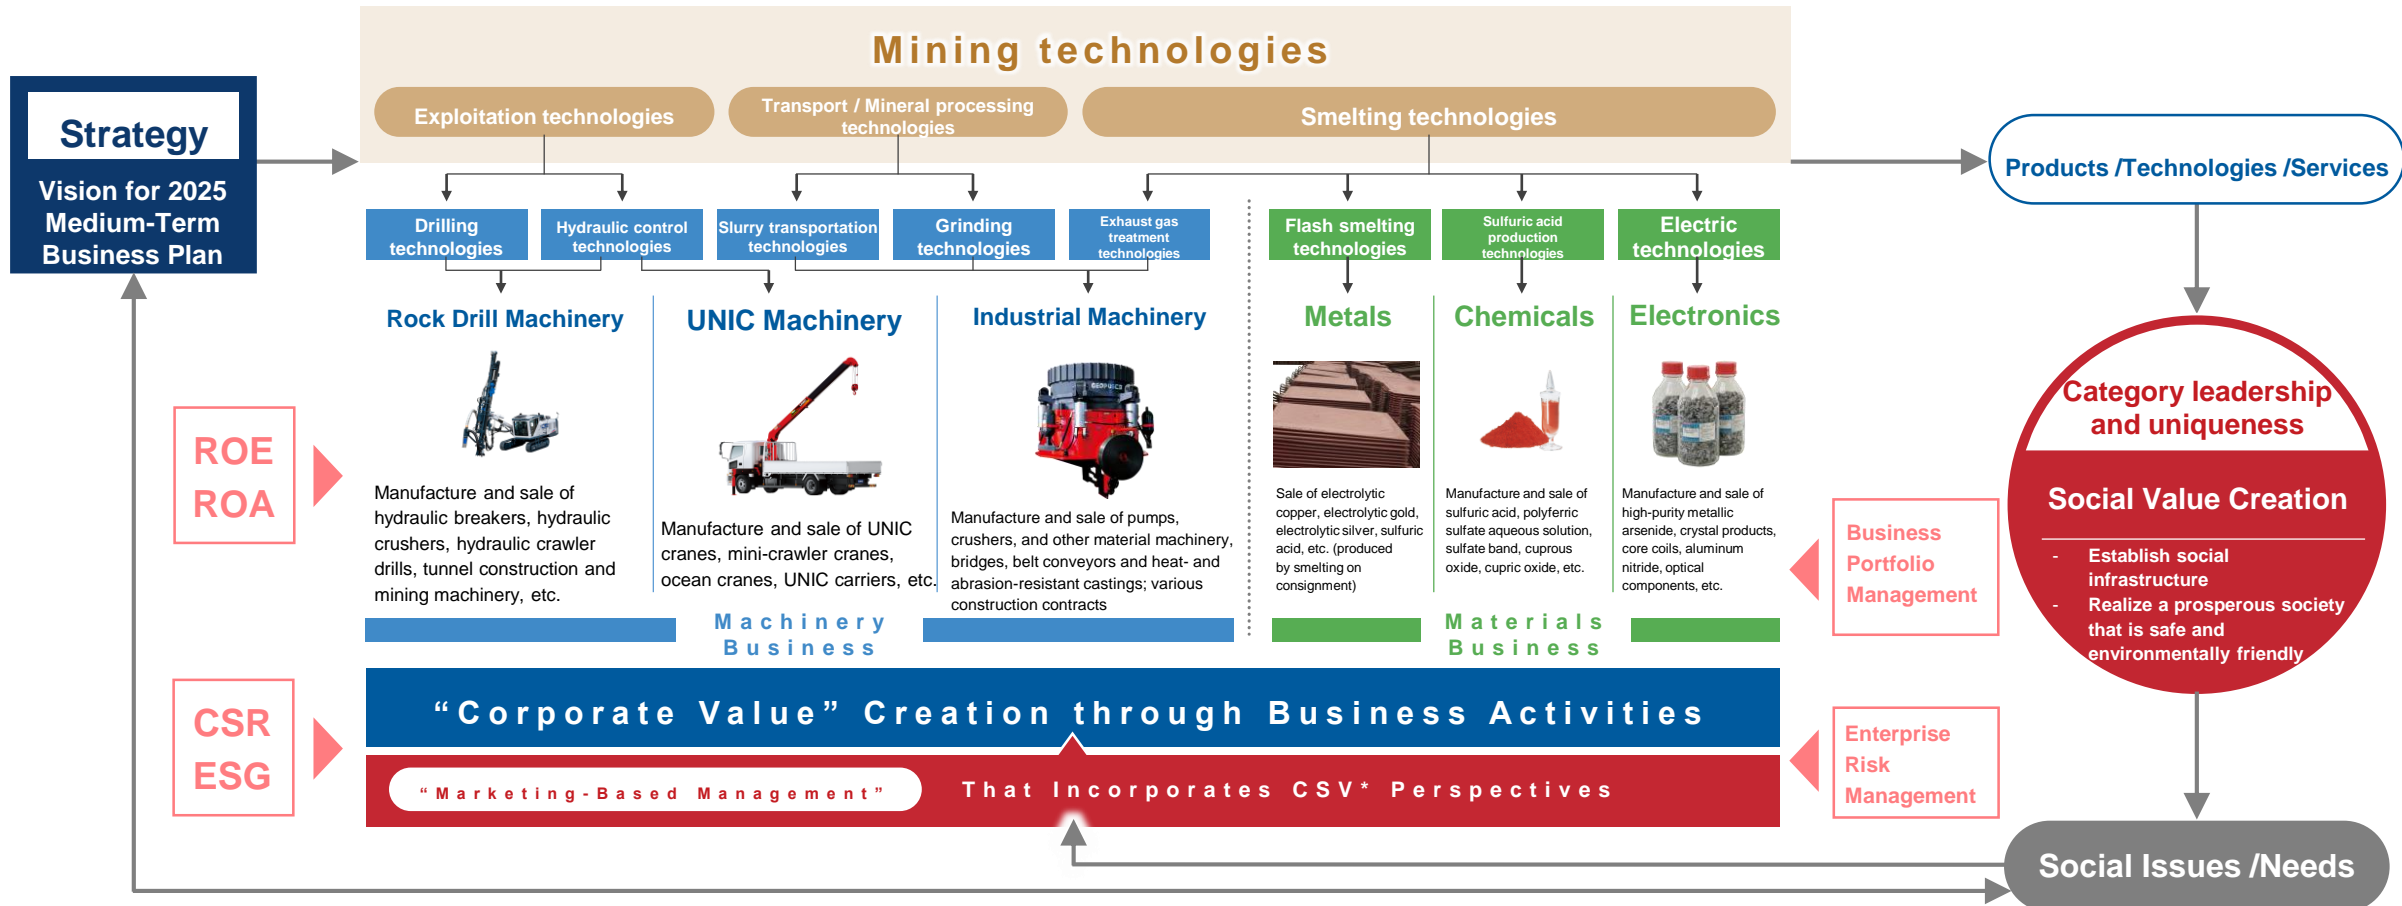 Mining technologies
Strategy
Vision for 2025
Medium-Term
Business Plan
Exploitation technologies
Transport / Mineral processing
technologies
Smelting technologies
Products /Technologies /Services
Drilling
technologies
Hydraulic control
technologies
Slurry transportation
technologies
Grinding
technologies
Exhaust gas
treatment
technologies
Flash smelting
technologies
Sulfuric acid
production
technologies
Electric
technologies
Rock Drill Machinery
UNIC Machinery
Industrial Machinery
Metals
Chemicals
Electronics
Manufacture and sale of
hydraulic breakers, hydraulic
crushers, hydraulic crawler
drills, tunnel construction and
mining machinery, etc.
Manufacture and sale of UNIC
cranes, mini-crawler cranes,
ocean cranes, UNIC carriers, etc.
GEOPUS C3
Manufacture and sale of pumps,
crushers, and other material machinery,
bridges, belt conveyors and heat- and
abrasion-resistant castings; various
construction contracts
Sale of electrolytic
copper, electrolytic gold,
electrolytic silver, sulfuric
acid, etc. (produced
by smelting on
consignment)
Manufacture and sale of
sulfuric acid, polyferric
sulfate aqueous solution,
sulfate band, cuprous
oxide, cupric oxide, etc.
Manufacture and sale of
high-purity metallic
arsenide, crystal products,
core coils, aluminum
nitride, optical
components, etc.
Machinery
Business
Materials
Business
ROE
ROA
CSR
ESG
Business
Portfolio
Management
Enterprise
Risk
Management
Category leadership
and uniqueness
Social Value Creation
- Establish social
infrastructure
- Realize a prosperous society
that is safe and
environmentally friendly
“Corporate Value” Creation through Business Activities
“Marketing-Based Management” That Incorporates CSV* Perspectives
Social Issues /Needs